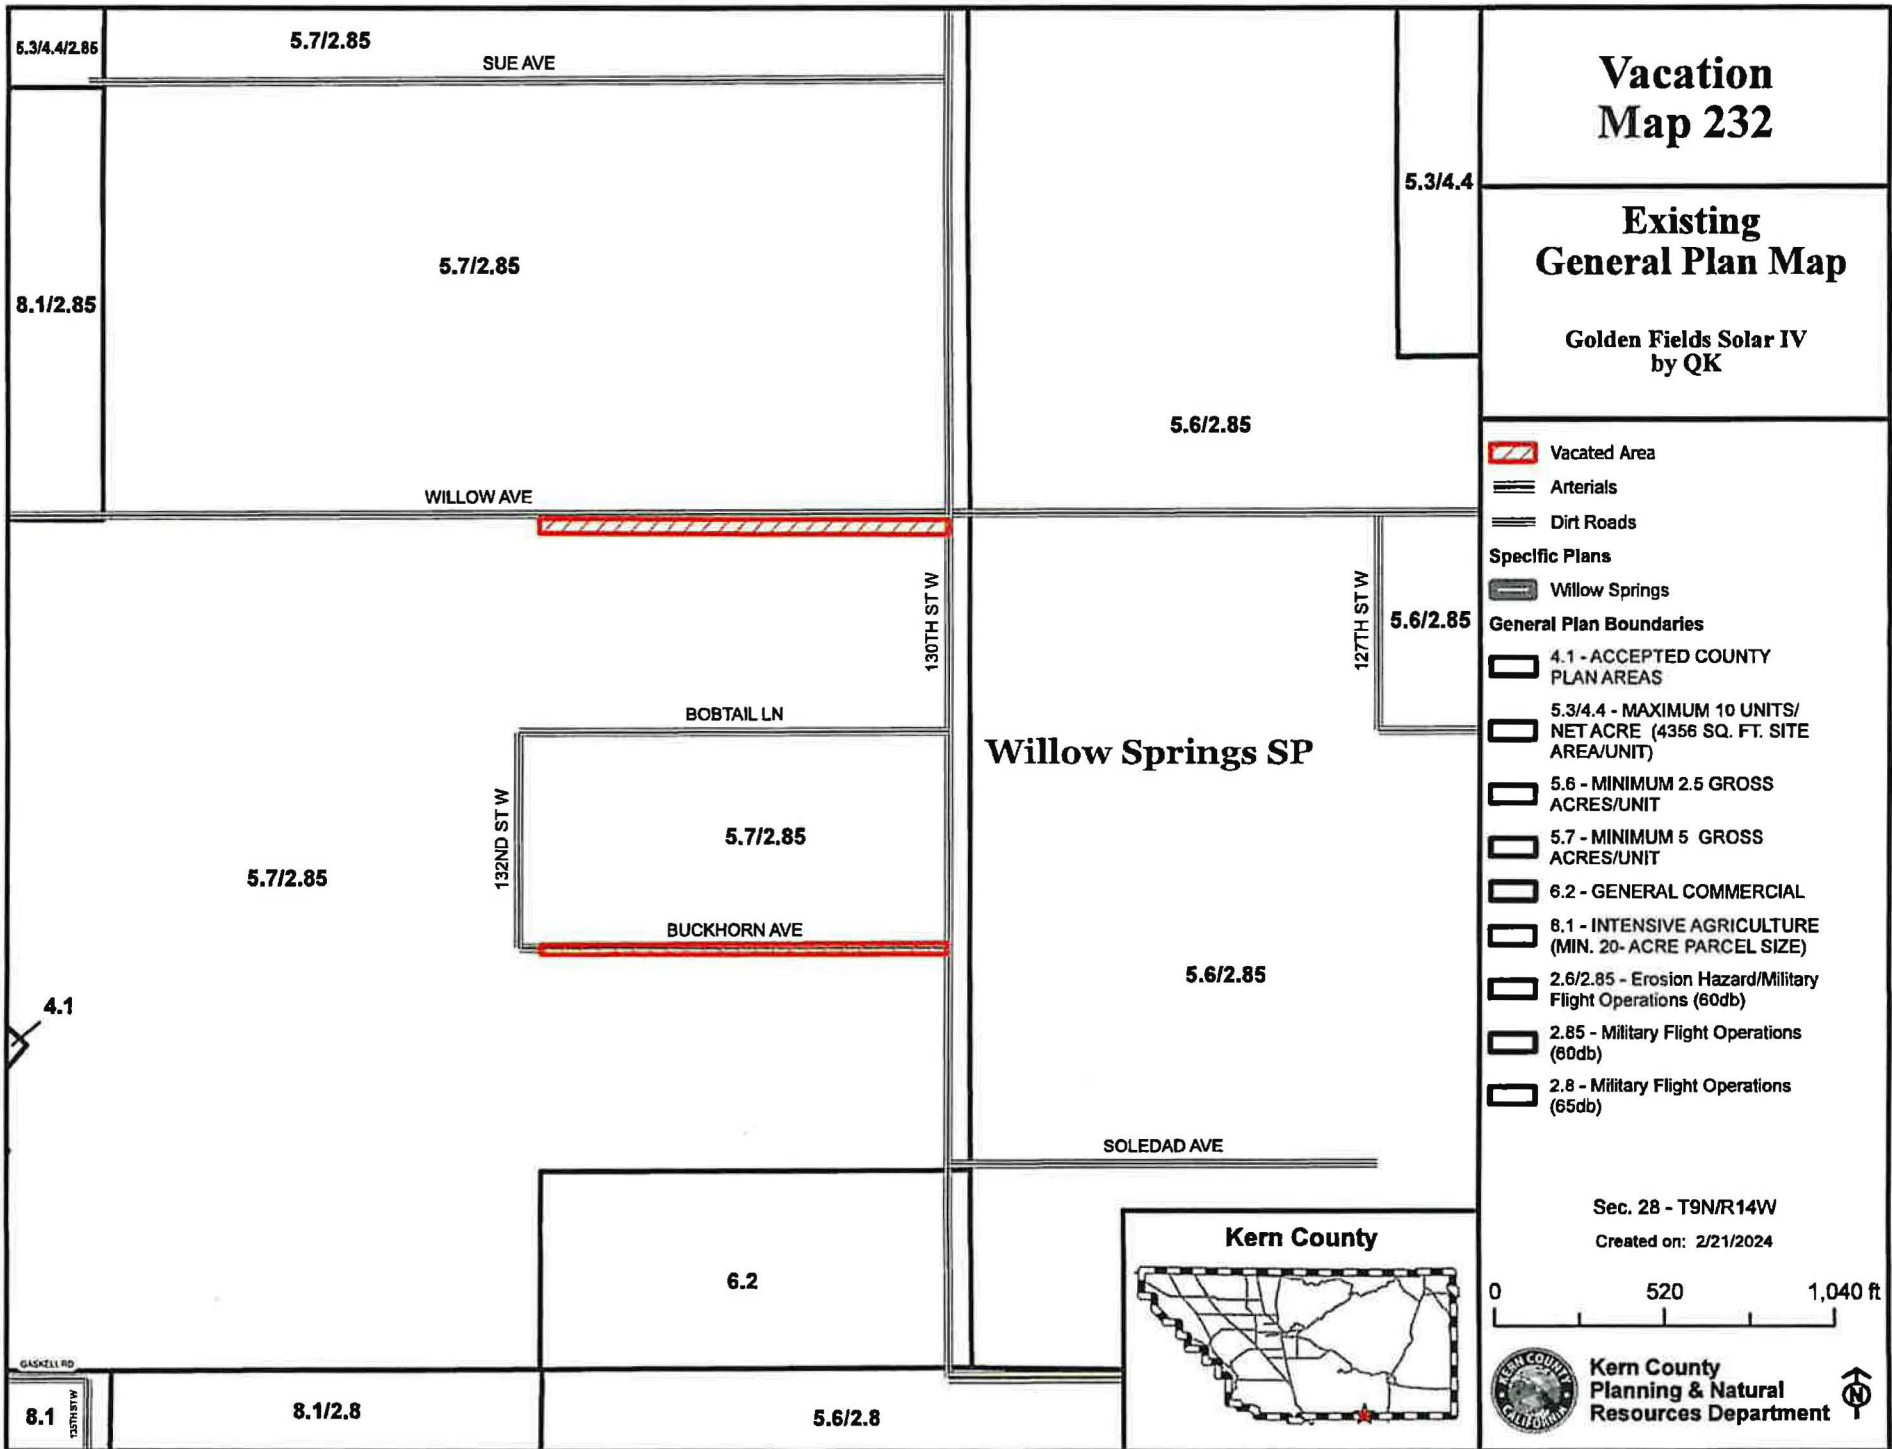 5.3/4.4/2.85
5.7/2.85
SUE AVE
5.7/2.85
8.1/2.85
5.3/4.4
5.6/2.85
WILLOW AVE
130TH ST W
127TH ST W
5.6/2.85
BOBTAIL LN
Willow Springs SP
132ND ST W
5.7/2.85
5.7/2.85
BUCKHORN AVE
5.6/2.85
4.1
SOLEDAD AVE
6.2
GASKELL RD
8.1
135TH ST W
8.1/2.8
5.6/2.8
Kern County
Vacation
Map 232
Existing
General Plan Map
Golden Fields Solar IV
by QK
Vacated Area
Arterials
Dirt Roads
Specific Plans
Willow Springs
General Plan Boundaries
4.1 - ACCEPTED COUNTY
PLAN AREAS
5.3/4.4 - MAXIMUM 10 UNITS/
NET ACRE (4356 SQ. FT. SITE
AREA/UNIT)
5.6 - MINIMUM 2.5 GROSS
ACRES/UNIT
5.7 - MINIMUM 5 GROSS
ACRES/UNIT
6.2 - GENERAL COMMERCIAL
8.1 - INTENSIVE AGRICULTURE
(MIN. 20- ACRE PARCEL SIZE)
2.6/2.85 - Erosion Hazard/Military
Flight Operations (60db)
2.85 - Military Flight Operations
(60db)
2.8 - Military Flight Operations
(65db)
Sec. 28 - T9N/R14W
Created on: 2/21/2024
0 520 1,040 ft
KERN COUNTY
CALIFORNIA
Kern County
Planning & Natural
Resources Department
N